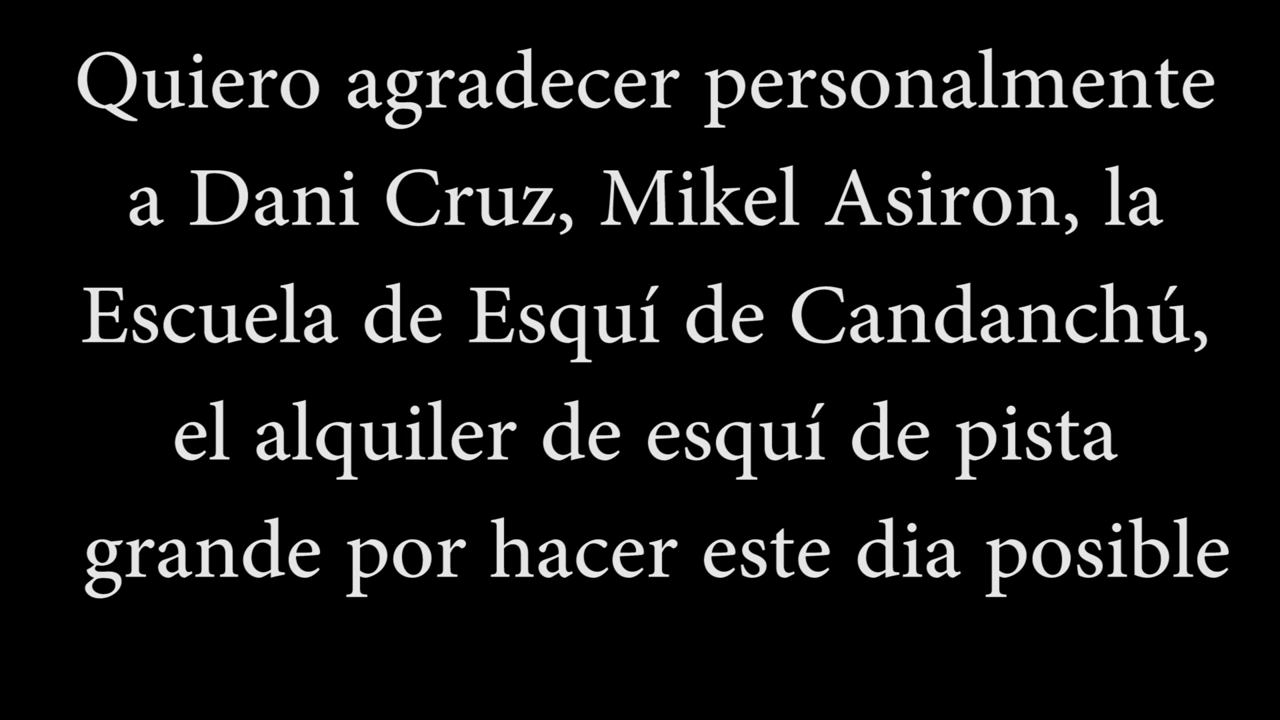 Quiero agradecer personalmente
a Dani Cruz, Mikel Asiron, la
Escuela de Esquí de Candanchú,
el alquiler de esquí de pista
grande por hacer este dia posible